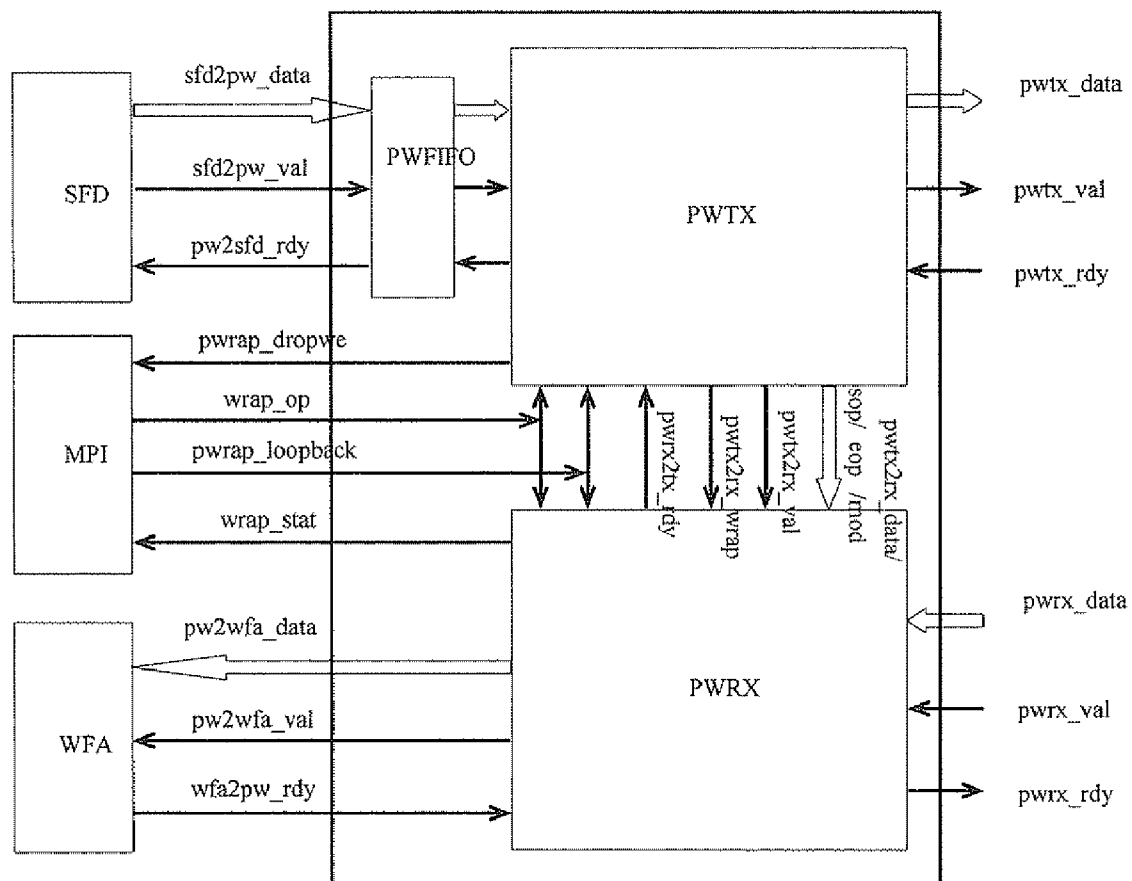 sfd2pw_data
pwtx_data
PWFIFO
sfd2pw_val
SFD
PWTX
pwtx_val
pw2sfd_rdy
pwtx_rdy
pwrap_dropwe
wrap_op
MPI
pwrap_loopback
wrap_stat
pwrx2tx_rdy
pwtx2rx_wrap
pwtx2rx_val
sop/ eop /mod
pwtx2rx_data/
pwrx_data
pw2wfa_data
PWRX
pw2wfa_val
pwrx_val
WFA
wfa2pw_rdy
pwrx_rdy